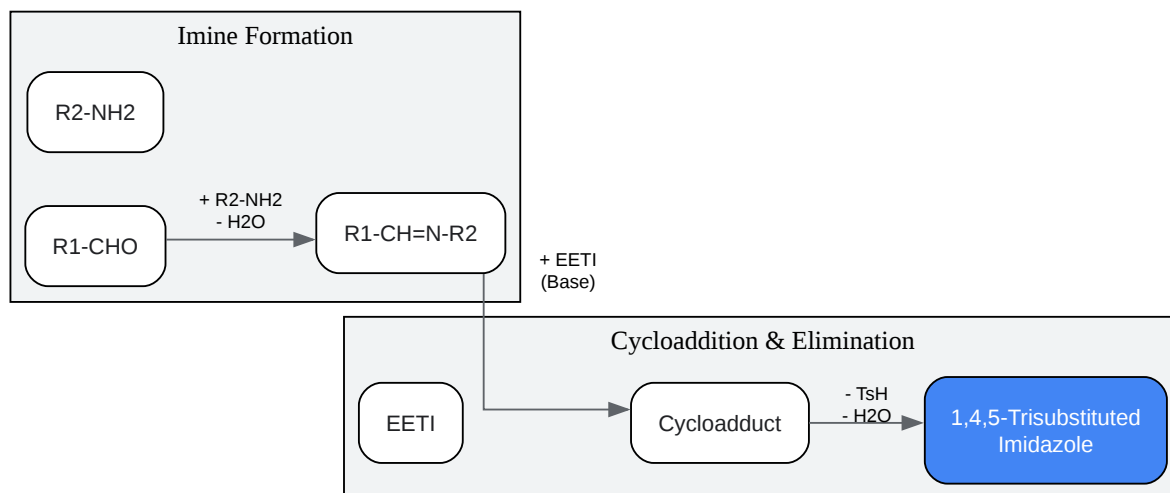 Imine Formation
R2-NH2
R1-CHO
+ R2-NH2
- H2O
R1-CH=N-R2
+ EETI
(Base)
Cycloaddition & Elimination
EETI
Cycloadduct
- TsH
- H2O
1,4,5-Trisubstituted
Imidazole